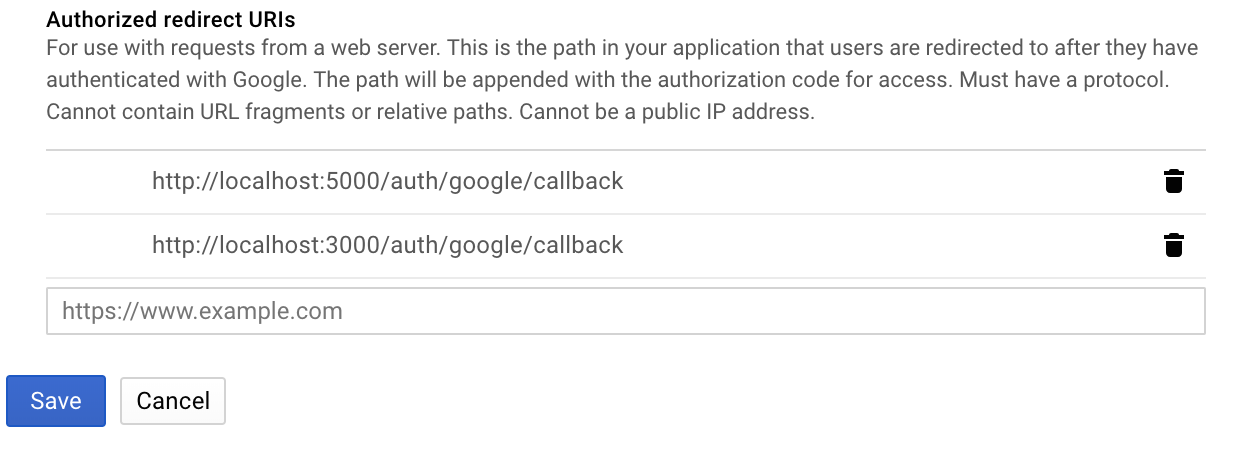 Authorized redirect URIs
For use with requests from a web server. This is the path in your application that users are redirected to after they have
authenticated with Google. The path will be appended with the authorization code for access. Must have a protocol.
Cannot contain URL fragments or relative paths. Cannot be a public IP address.
http://localhost:5000/auth/google/callback
http://localhost:3000/auth/google/callback
https://www.example.com
Save Cancel